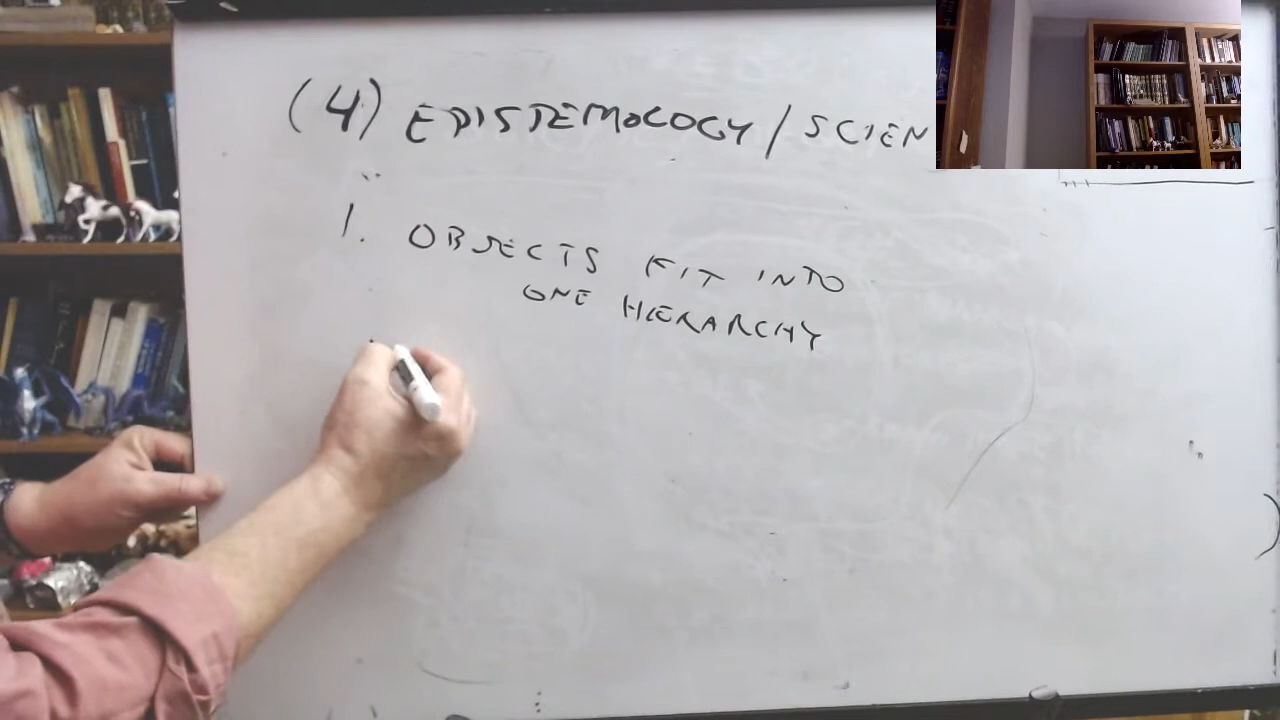 (4) EPISTEMOLOGY / SCIEN
1. OBJECTS FIT INTO
ONE HIERARCHY